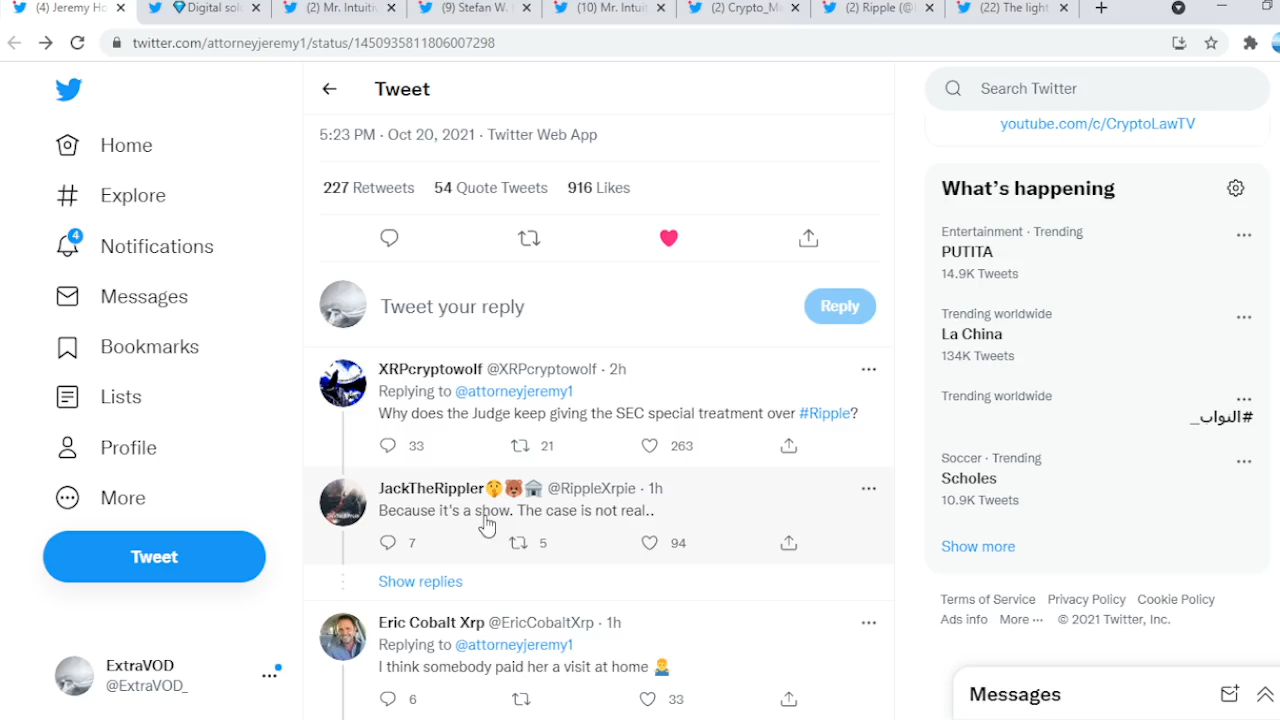 (4) Jeremy Ho
Digital solu
(2) Mr. Intuitiv
(9) Stefan W.
(10) Mr. Intuit
(2) Crypto_Ma
(2) Ripple (@
(22) The light
twitter.com/attorneyjeremy1/status/1450935811806007298
Home
Explore
4
Notifications
Messages
Bookmarks
Lists
Profile
More
Tweet
ExtraVOD
@ExtraVOD_
Tweet
5:23 PM · Oct 20, 2021 · Twitter Web App
227 Retweets 54 Quote Tweets 916 Likes
Tweet your reply
Reply
XRPcryptowolf @XRPcryptowolf · 2h
Replying to @attorneyjeremy1
Why does the Judge keep giving the SEC special treatment over #Ripple?
33 21 263
JackTheRippler🤫🐻🏛️ @RippleXrpie · 1h
Because it's a show. The case is not real..
7 5 94
Show replies
Eric Cobalt Xrp @EricCobaltXrp · 1h
Replying to @attorneyjeremy1
I think somebody paid her a visit at home 🤷‍♂️
6 33
Search Twitter
youtube.com/c/CryptoLawTV
What's happening
Entertainment · Trending
PUTITA
14.9K Tweets
Trending worldwide
La China
134K Tweets
Trending worldwide
#النواب_
Soccer · Trending
Scholes
10.9K Tweets
Show more
Terms of Service Privacy Policy Cookie Policy
Ads info More ··· © 2021 Twitter, Inc.
Messages